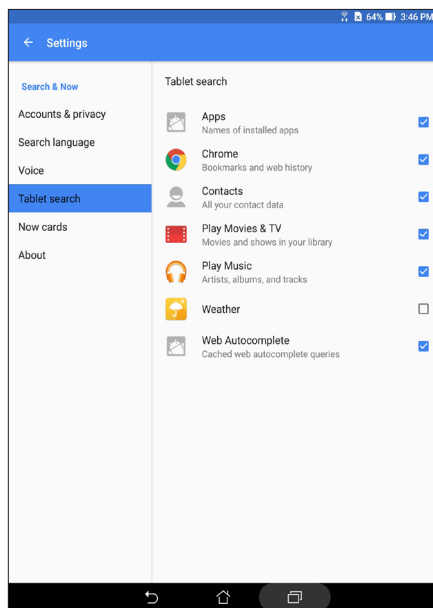 64% 3:46 PM
Settings
Search & Now
Accounts & privacy
Search language
Voice
Tablet search
Now cards
About
Tablet search
Apps
Names of installed apps
Chrome
Bookmarks and web history
Contacts
All your contact data
Play Movies & TV
Movies and shows in your library
Play Music
Artists, albums, and tracks
Weather
Web Autocomplete
Cached web autocomplete queries